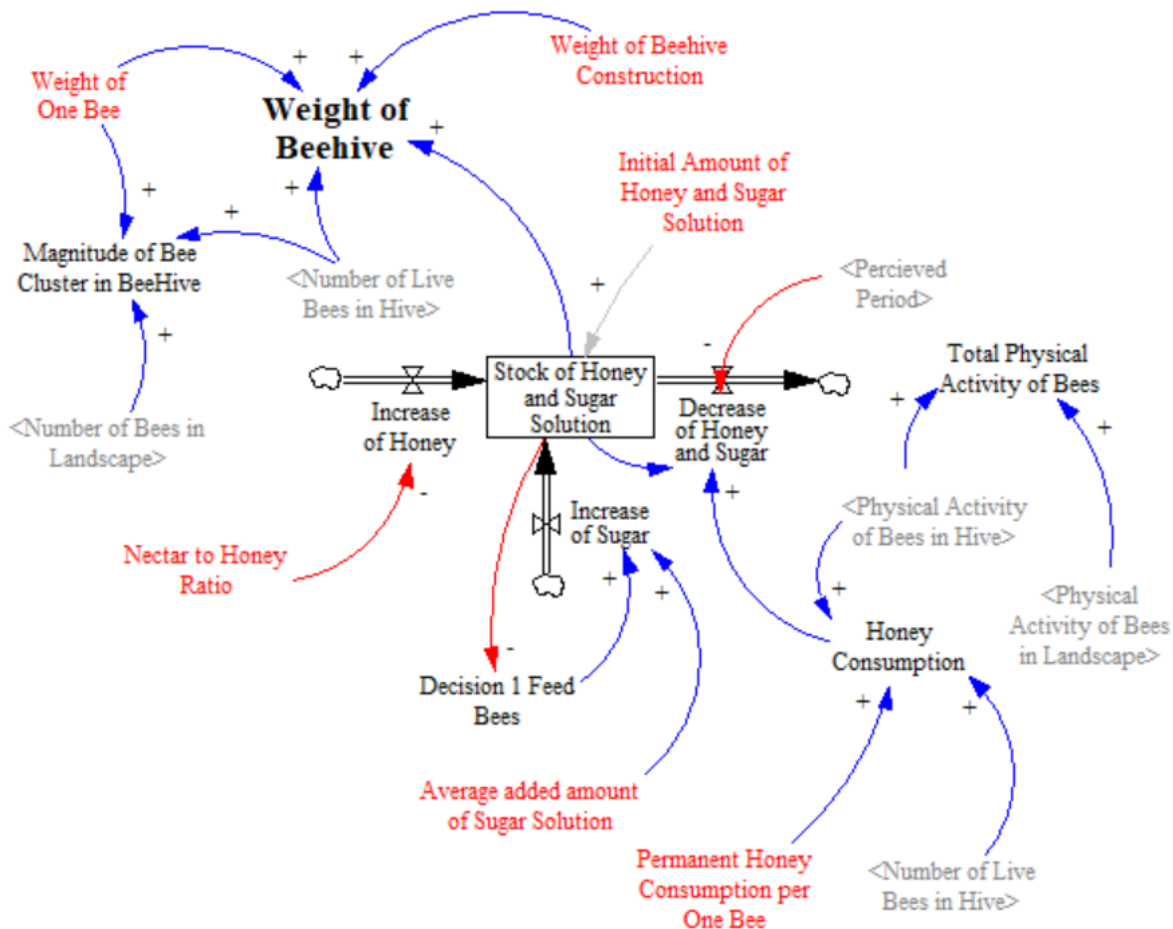 Weight of
One Bee
Weight of Beehive
Construction
+
+
Weight of
Beehive
+
Initial Amount of
Honey and Sugar
Solution
+
+
+
Magnitude of Bee
Cluster in BeeHive
<Number of Live
Bees in Hive>
+
<Percieved
Period>
+
-
Total Physical
Activity of Bees
Stock of Honey
and Sugar
Solution
Increase
of Honey
Decrease
of Honey
and Sugar
+
+
<Number of Bees in
Landscape>
-
+
Increase
of Sugar
<Physical Activity
of Bees in Hive>
Nectar to Honey
Ratio
+
+
+
<Physical
Activity of Bees
in Landscape>
Honey
Consumption
-
Decision 1 Feed
Bees
+
+
Average added amount
of Sugar Solution
Permanent Honey
Consumption per
One Bee
<Number of Live
Bees in Hive>